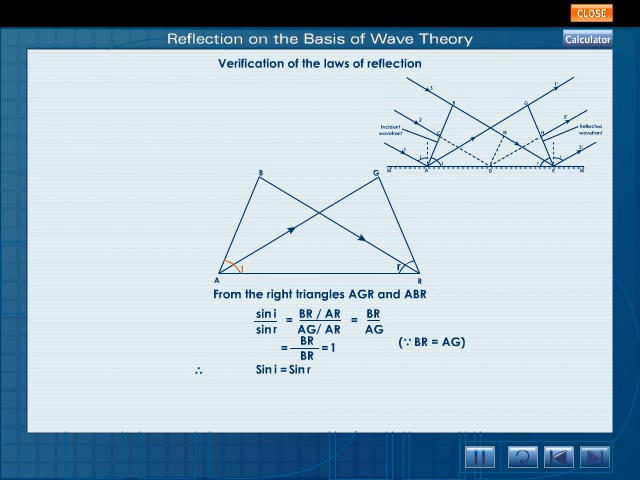 CLOSE
Reflection on the Basis of Wave Theory
Calculator
Verification of the laws of reflection
Incident wavefront
Reflected wavefront
B G
A i r R
From the right triangles AGR and ABR
sin i / sin r = BR / AR / AG/ AR = BR / AG
= BR / BR = 1 (∵ BR = AG)
∴ Sin i = Sin r